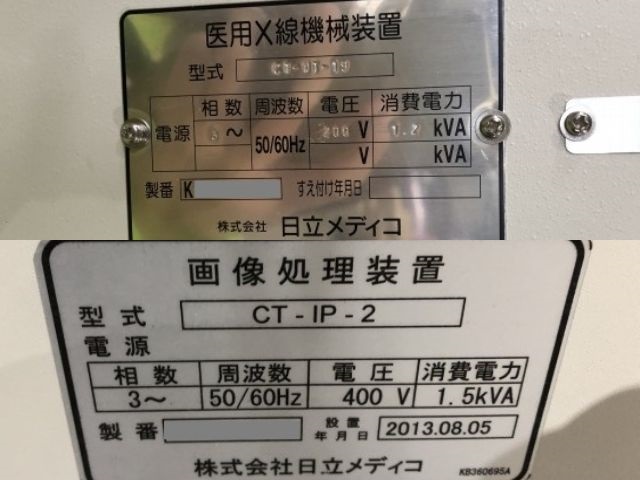 医用X線機械装置
型式
電源 相数 周波数 電圧 消費電力
～ 50/60Hz 200 V 1.2 kVA
V kVA
製番 K すえ付け年月日
株式会社 日立メディコ
画像処理装置
型式 CT-IP-2
電源
相数 周波数 電圧 消費電力
3～ 50/60Hz 400 V 1.5kVA
製番 設置年月日 2013.08.05
株式会社日立メディコ KB360695A